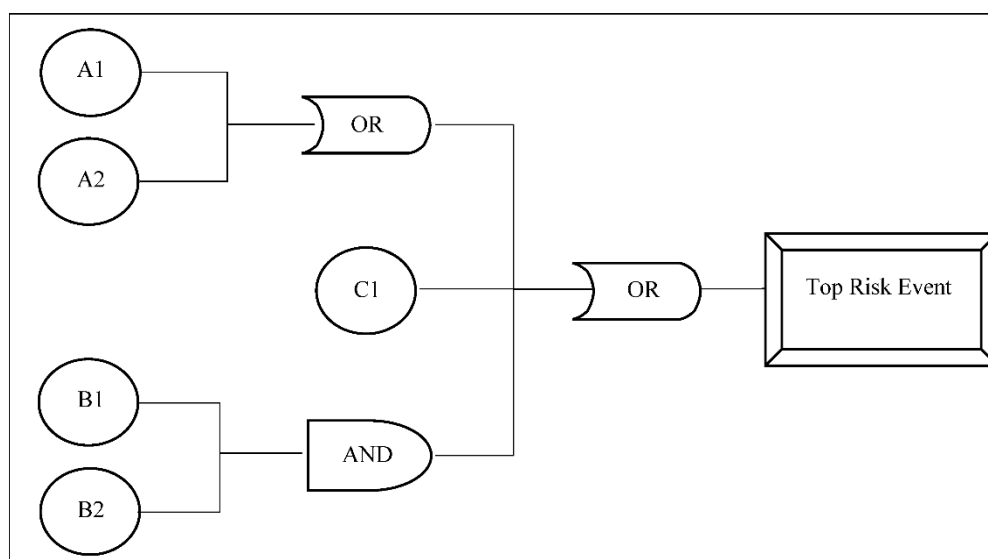 A1
OR
A2
C1
OR
Top Risk Event
B1
AND
B2